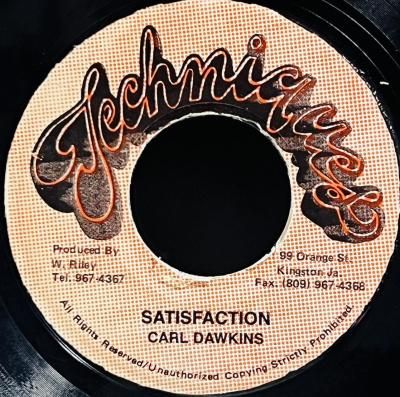 Techniques
Produced By
W. Riley
Tel. 967-4367
99 Orange St.
Kingston Ja.
Fax. (809) 967-4368
SATISFACTION
CARL DAWKINS
All Rights Reserved/Unauthorized Copying Strictly Prohibited.